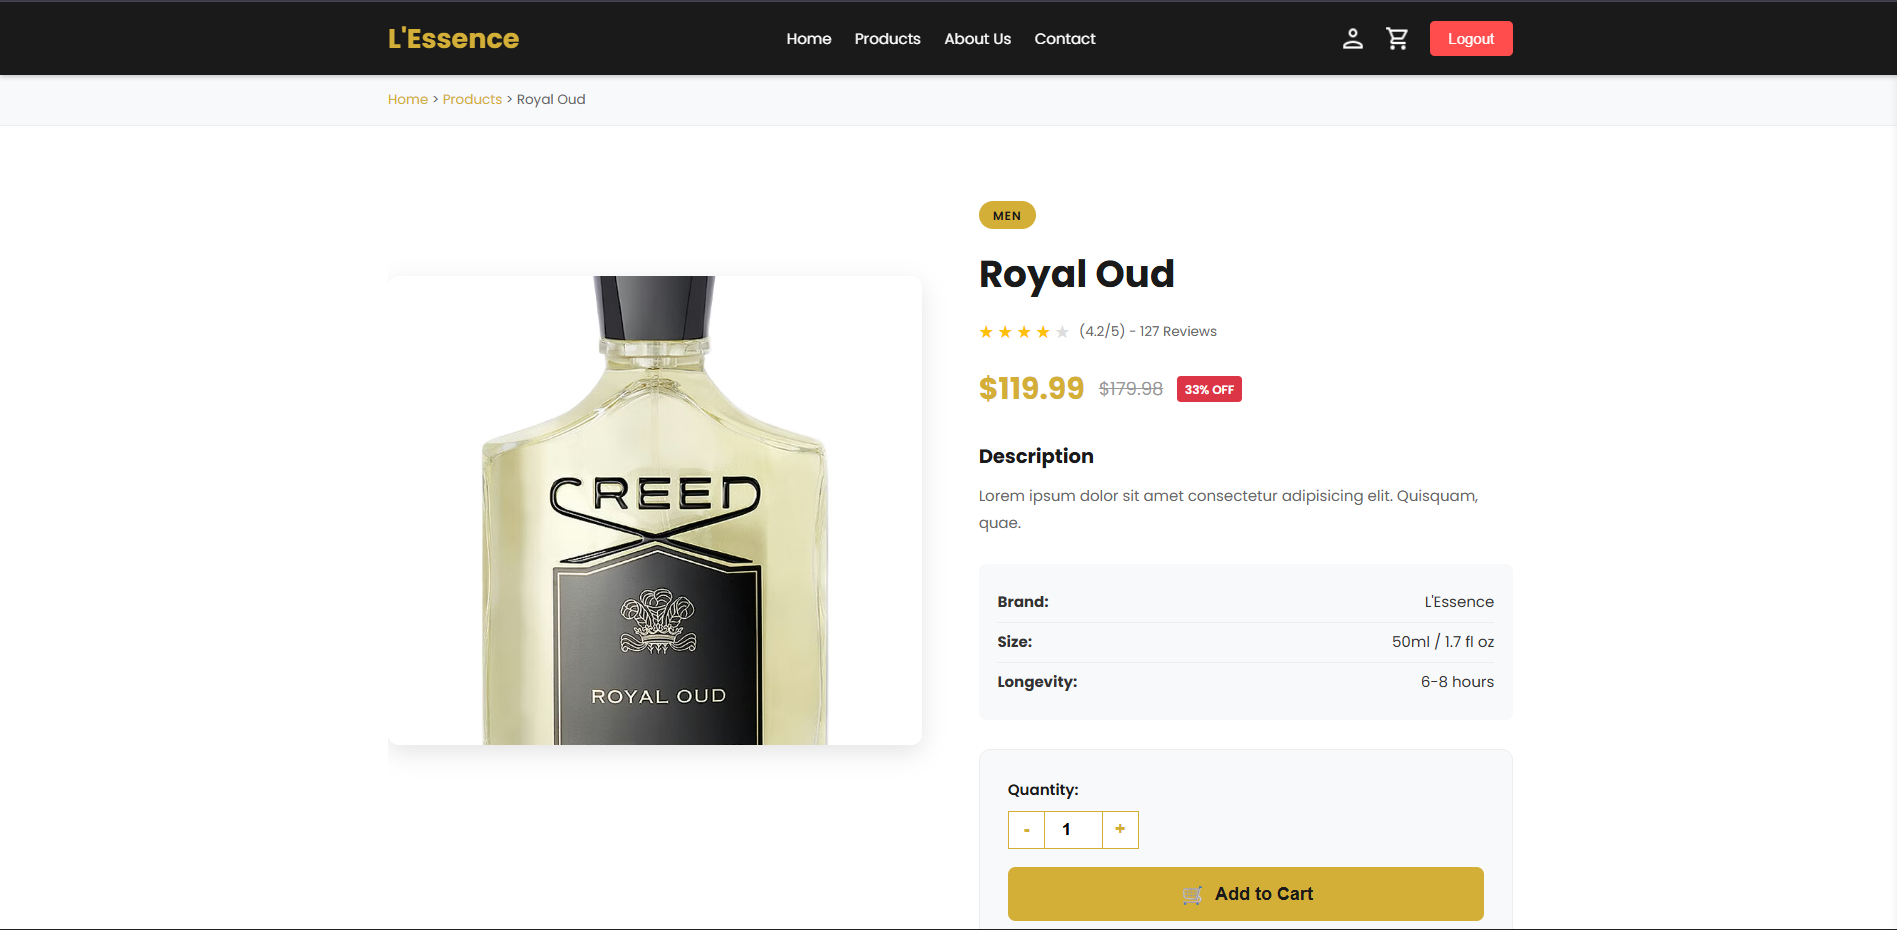 L'Essence
Home Products About Us Contact
Logout
Home > Products > Royal Oud
MEN
Royal Oud
(4.2/5) - 127 Reviews
$119.99 $179.98 33% OFF
Description
Lorem ipsum dolor sit amet consectetur adipisicing elit. Quisquam,
quae.
CREED
ROYAL OUD
Brand: L'Essence
Size: 50ml / 1.7 fl oz
Longevity: 6-8 hours
Quantity:
- 1 +
Add to Cart